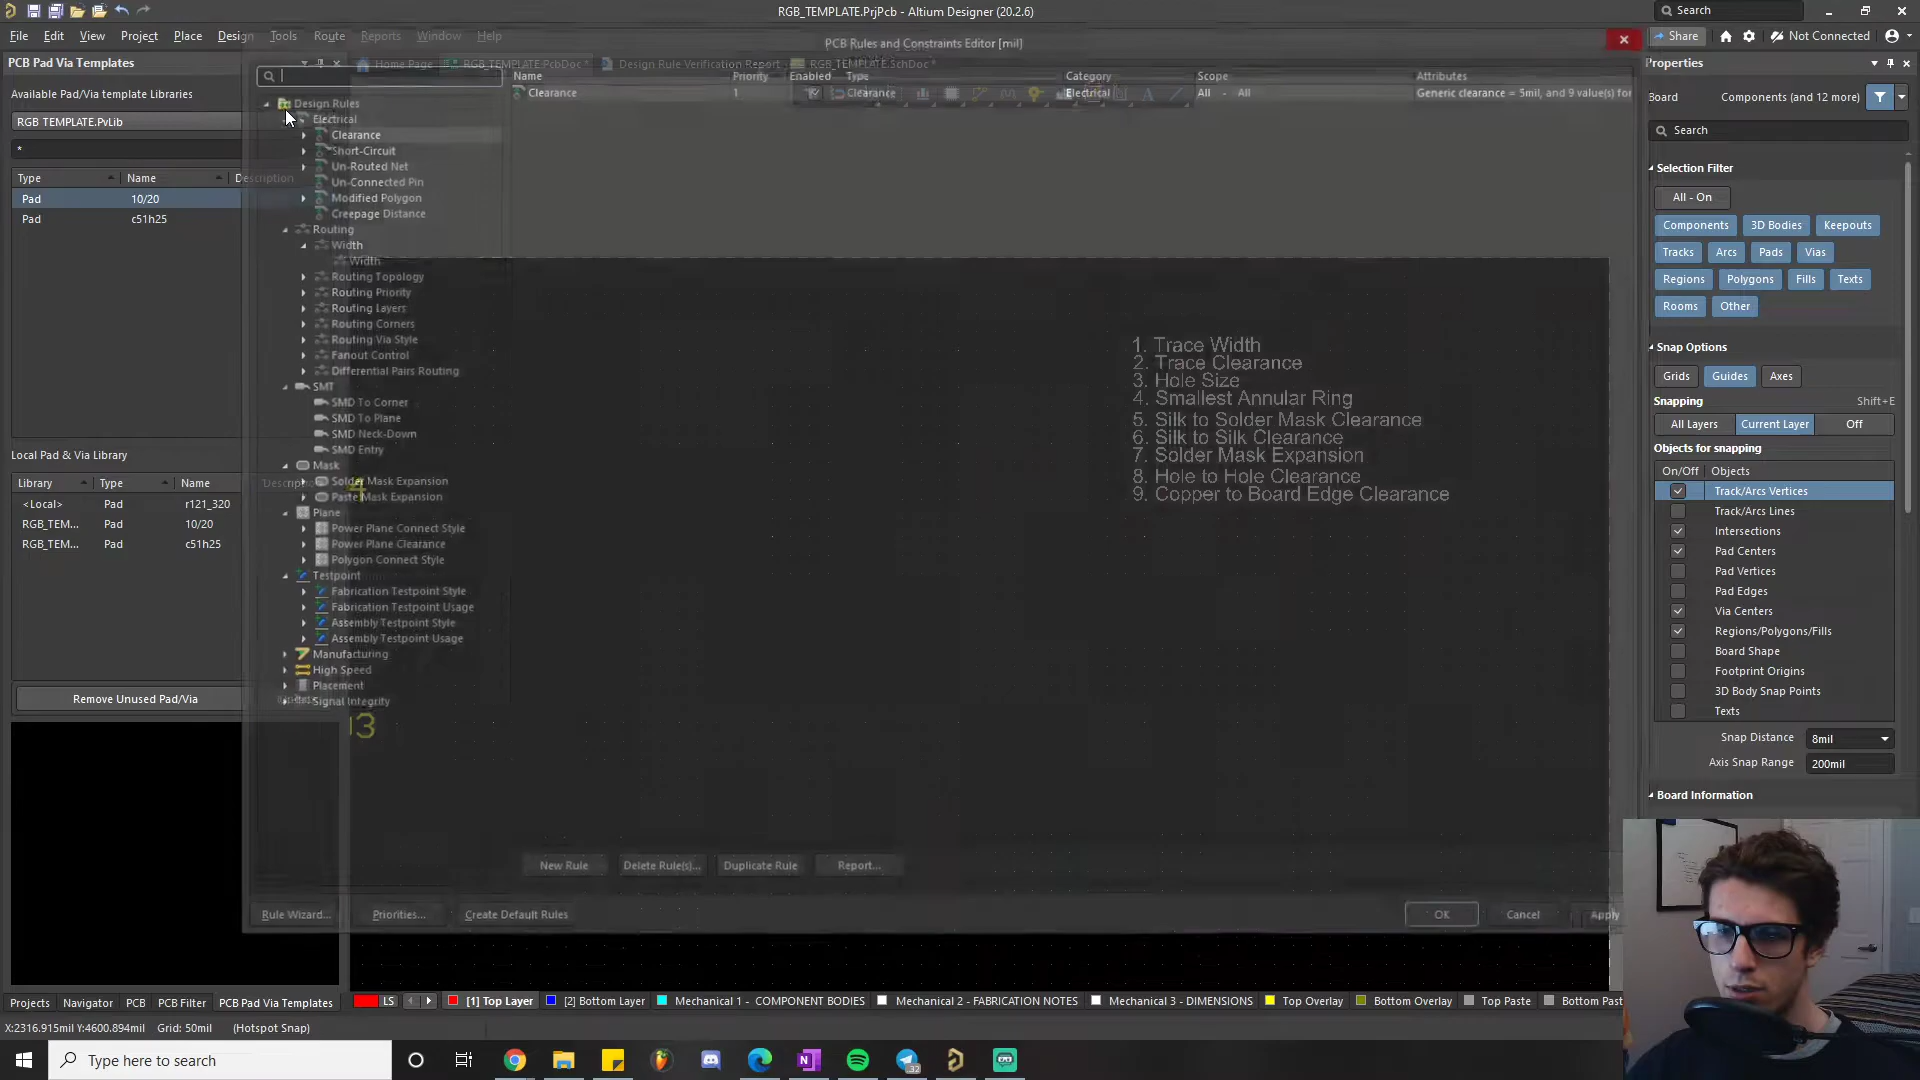 RGB_TEMPLATE.PrjPcb - Altium Designer (20.2.6)
Search
File Edit View Project Place Design Tools Route Reports Window Help
Share
Not Connected
PCB Rules and Constraints Editor [mil]
PCB Pad Via Templates
Home Page
RGB_TEMPLATE.PcbDoc *
Design Rule Verification Report
RGB_TEMPLATE.SchDoc *
Properties
Name Priority Enabled Type Category Scope Attributes
Clearance 1 Clearance Electrical All - All Generic clearance = 5mil, and 9 value(s) for
Available Pad/Via template Libraries
RGB TEMPLATE.PvLib
*
Type Name Description
Pad 10/20
Pad c51h25
Local Pad & Via Library
Library Type Name Description
<Local> Pad r121_320
RGB_TEM... Pad 10/20
RGB_TEM... Pad c51h25
Remove Unused Pad/Via
Design Rules
Electrical
Clearance
Short-Circuit
Un-Routed Net
Un-Connected Pin
Modified Polygon
Creepage Distance
Routing
Width
Width
Routing Topology
Routing Priority
Routing Layers
Routing Corners
Routing Via Style
Fanout Control
Differential Pairs Routing
SMT
SMD To Corner
SMD To Plane
SMD Neck-Down
SMD Entry
Mask
Solder Mask Expansion
Paste Mask Expansion
Plane
Power Plane Connect Style
Power Plane Clearance
Polygon Connect Style
Testpoint
Fabrication Testpoint Style
Fabrication Testpoint Usage
Assembly Testpoint Style
Assembly Testpoint Usage
Manufacturing
High Speed
Placement
Signal Integrity
4
13
1. Trace Width
2. Trace Clearance
3. Hole Size
4. Smallest Annular Ring
5. Silk to Solder Mask Clearance
6. Silk to Silk Clearance
7. Solder Mask Expansion
8. Hole to Hole Clearance
9. Copper to Board Edge Clearance
New Rule Delete Rule(s)... Duplicate Rule Report...
Rule Wizard... Priorities... Create Default Rules OK Cancel Apply
Board Components (and 12 more)
Search
Selection Filter
All - On
Components 3D Bodies Keepouts
Tracks Arcs Pads Vias
Regions Polygons Fills Texts
Rooms Other
Snap Options
Grids Guides Axes
Snapping Shift+E
All Layers Current Layer Off
Objects for snapping
On/Off Objects
Track/Arcs Vertices
Track/Arcs Lines
Intersections
Pad Centers
Pad Vertices
Pad Edges
Via Centers
Regions/Polygons/Fills
Board Shape
Footprint Origins
3D Body Snap Points
Texts
Snap Distance 8mil
Axis Snap Range 200mil
Board Information
Projects Navigator PCB PCB Filter PCB Pad Via Templates
LS [1] Top Layer [2] Bottom Layer Mechanical 1 - COMPONENT BODIES Mechanical 2 - FABRICATION NOTES Mechanical 3 - DIMENSIONS Top Overlay Bottom Overlay Top Paste Bottom Past
X:2316.915mil Y:4600.894mil Grid: 50mil (Hotspot Snap)
Type here to search
32